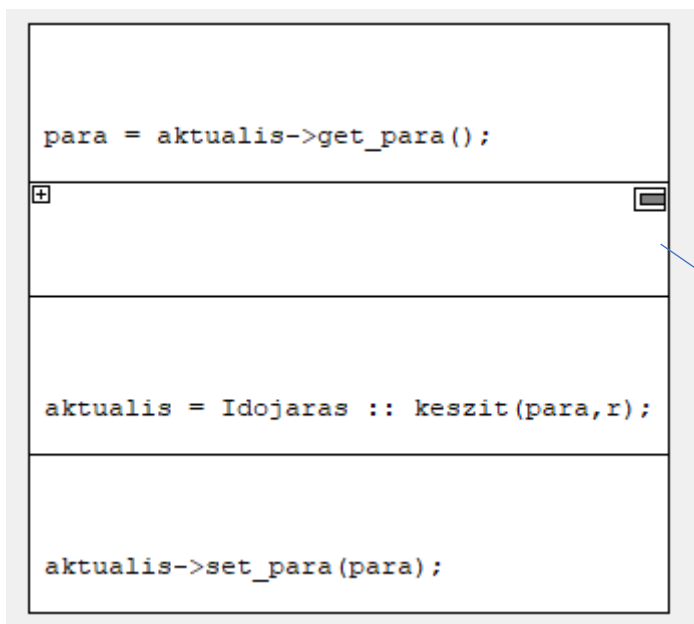 para = aktualis->get_para();
aktualis = Idojaras :: keszit(para,r);
aktualis->set_para(para);